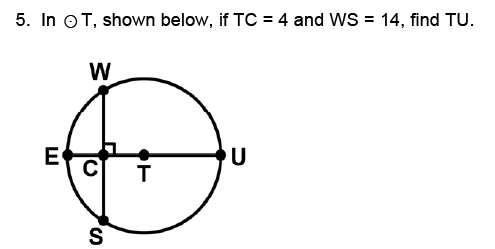 5. In ⊙T, shown below, if TC = 4 and WS = 14, find TU.
W
E
C
T
U
S